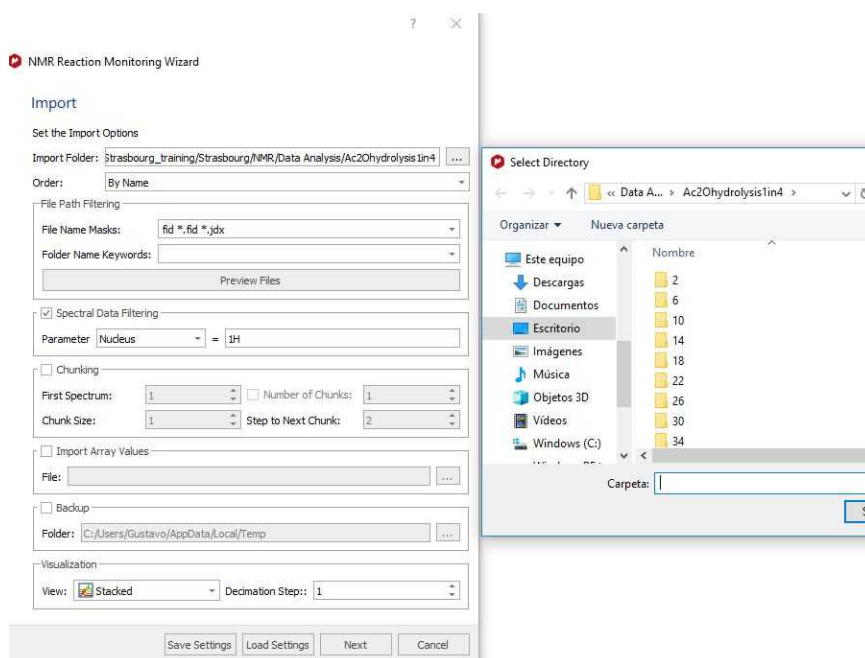 ?
NMR Reaction Monitoring Wizard
Import
Set the Import Options
Import Folder: Strasbourg_training/Strasbourg/NMR/Data Analysis/Ac2Ohydrolysis1in4 ...
Order: By Name
File Path Filtering
File Name Masks: fid *.fid *.jdx
Folder Name Keywords:
Preview Files
Spectral Data Filtering
Parameter Nucleus = 1H
Chunking
First Spectrum: 1 Number of Chunks: 1
Chunk Size: 1 Step to Next Chunk: 2
Import Array Values
File: ...
Backup
Folder: C:/Users/Gustavo/AppData/Local/Temp ...
Visualization
View: Stacked Decimation Step:: 1
Save Settings Load Settings Next Cancel
Select Directory
« Data A... › Ac2Ohydrolysis1in4 ›
Organizar Nueva carpeta
Este equipo
Descargas
Documentos
Escritorio
Imágenes
Música
Objetos 3D
Vídeos
Windows (C:)
Nombre
2
6
10
14
18
22
26
30
34
Carpeta: